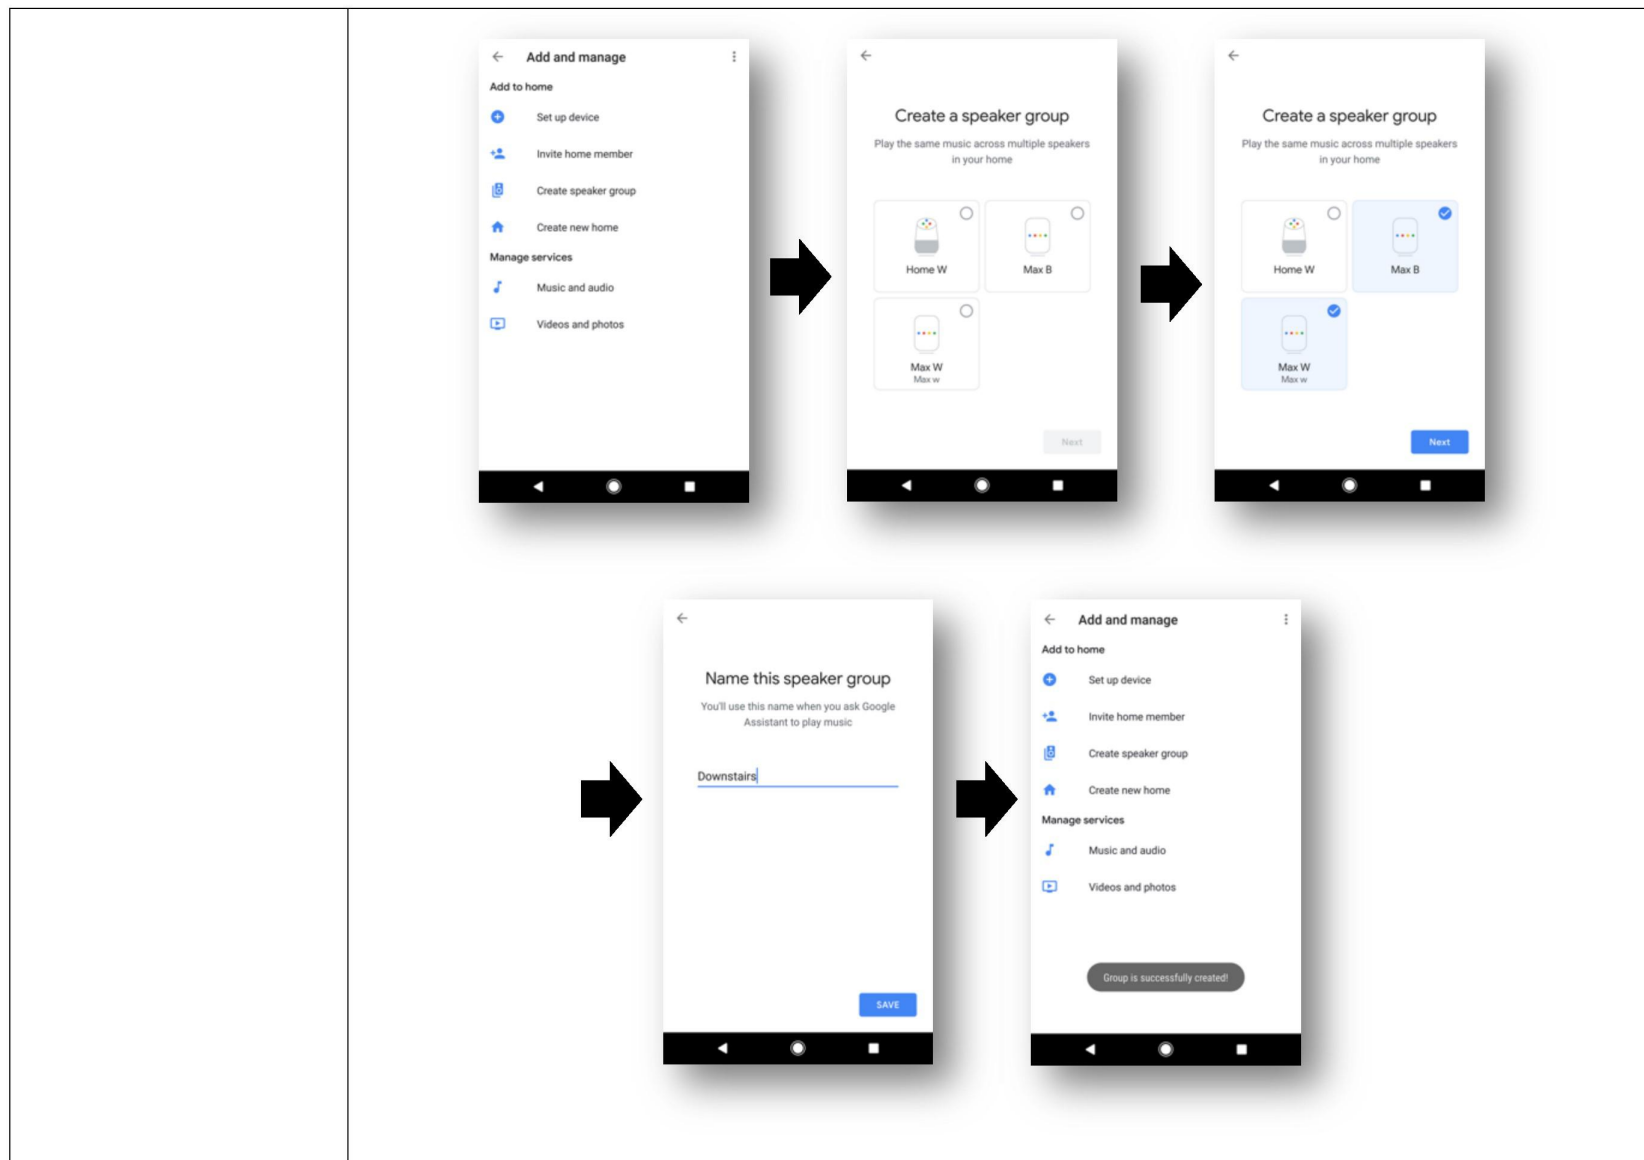 Add and manage
Add to home
Set up device
Invite home member
Create speaker group
Create new home
Manage services
Music and audio
Videos and photos
Create a speaker group
Play the same music across multiple speakers
in your home
Home W
Max B
Max W
Max w
Next
Create a speaker group
Play the same music across multiple speakers
in your home
Home W
Max B
Max W
Max w
Next
Name this speaker group
You'll use this name when you ask Google
Assistant to play music
Downstairs
SAVE
Add and manage
Add to home
Set up device
Invite home member
Create speaker group
Create new home
Manage services
Music and audio
Videos and photos
Group is successfully created!